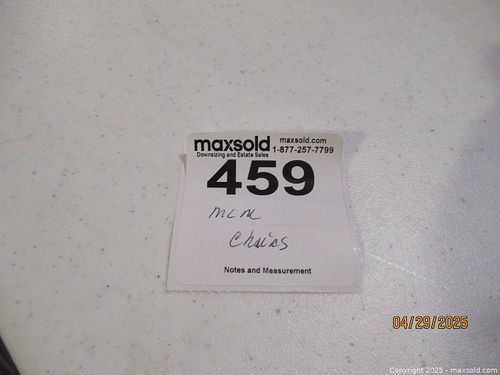 maxsold maxsold.com
Downsizing and Estate Sales 1-877-257-7799
459
MCM
Chairs
Notes and Measurement
04/29/2025
Copyright 2025 - maxsold.com